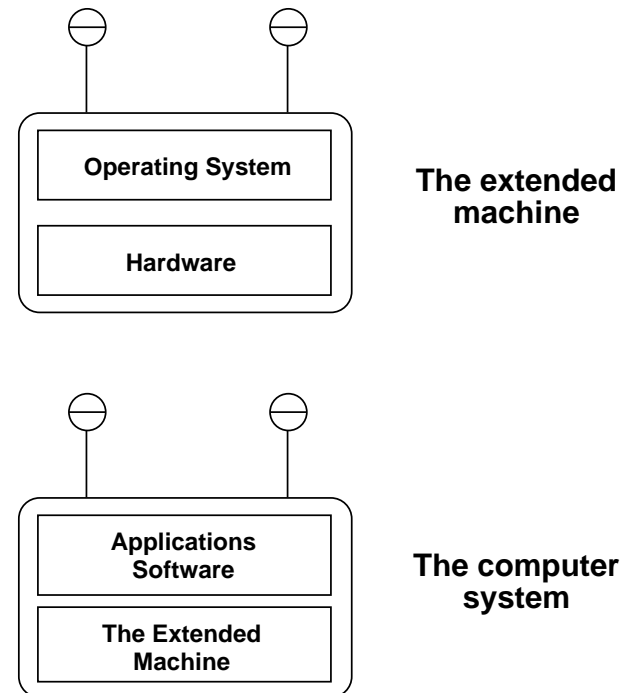 Operating System
The extended
machine
Hardware
Applications
Software
The computer
system
The Extended
Machine